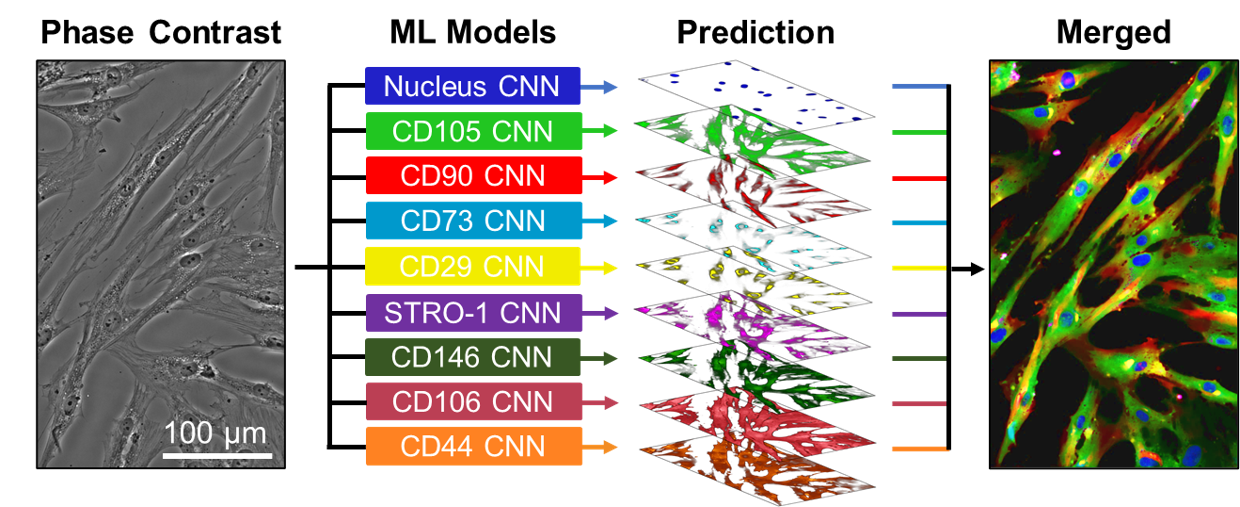 Phase Contrast
ML Models
Prediction
Merged
Nucleus CNN
CD105 CNN
CD90 CNN
CD73 CNN
CD29 CNN
STRO-1 CNN
CD146 CNN
CD106 CNN
CD44 CNN
100 μm